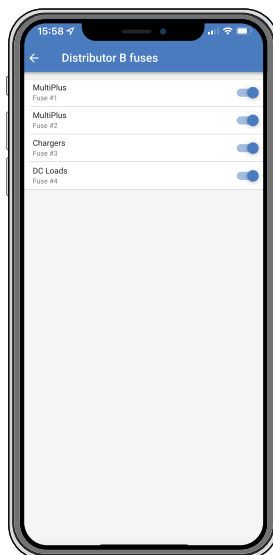 15:58
Distributor B fuses
MultiPlus
Fuse #1
MultiPlus
Fuse #2
Chargers
Fuse #3
DC Loads
Fuse #4